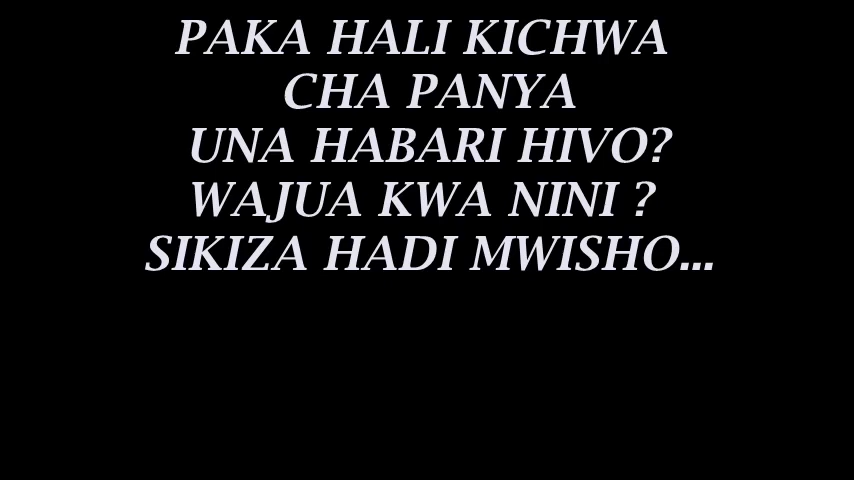 PAKA HALI KICHWA
CHA PANYA
UNA HABARI HIVO?
WAJUA KWA NINI ?
SIKIZA HADI MWISHO...